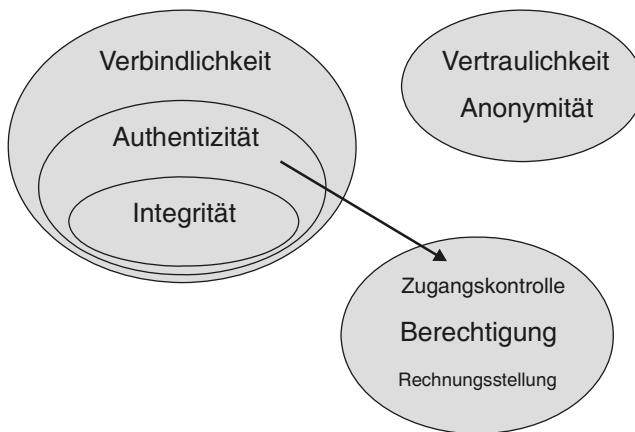 Verbindlichkeit
Authentizität
Integrität
Vertraulichkeit
Anonymität
Zugangskontrolle
Berechtigung
Rechnungsstellung